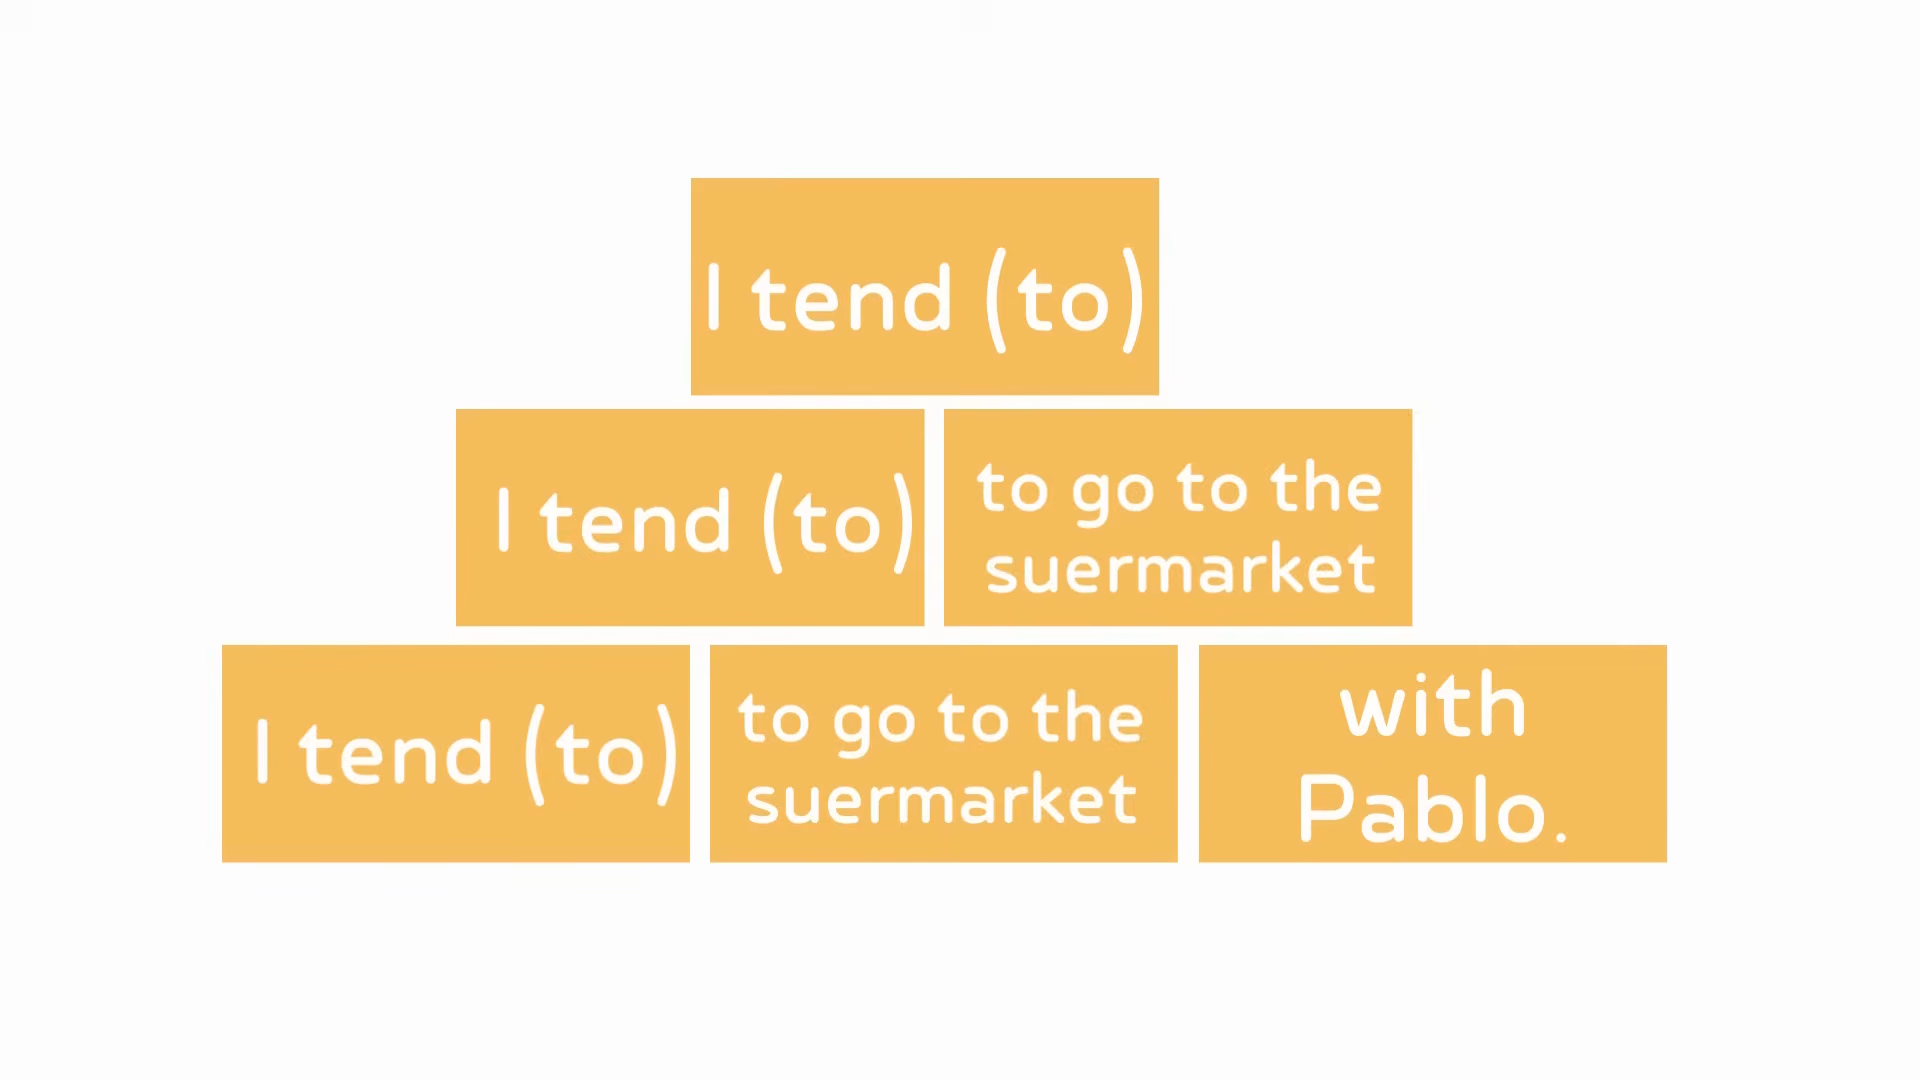 I tend (to)
I tend (to)
to go to the
suermarket
I tend (to)
to go to the
suermarket
with
Pablo.